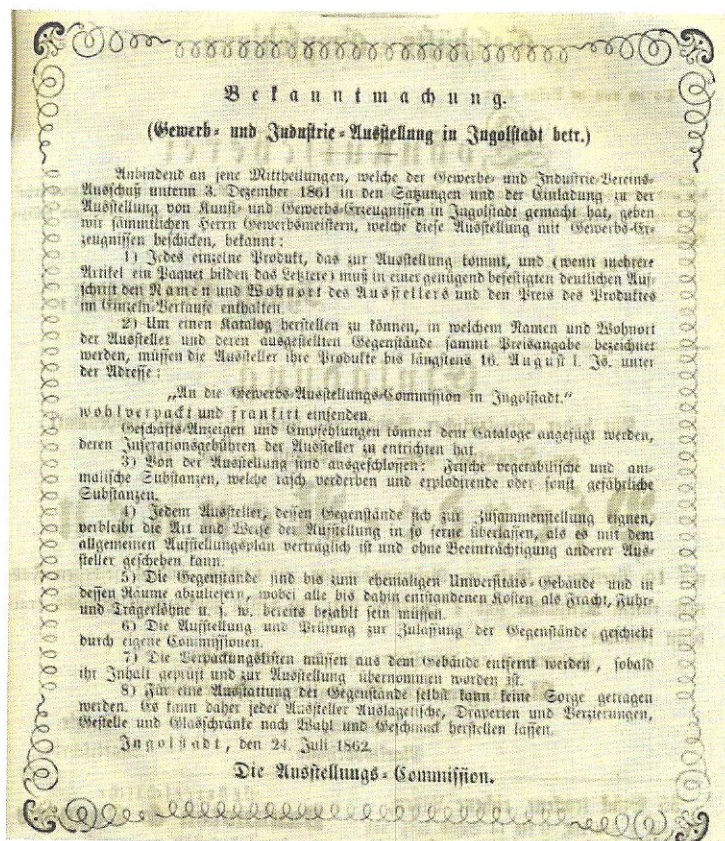 Bekanntmachung.
(Gewerb- und Industrie-Ausstellung in Ingolstadt betr.)
Anbindend an jene Mittheilungen, welche der Gewerbe- und Industrie-Vereins-
Ausschuß unterm 3. Dezember 1861 in den Satzungen und der Einladung zu der
Ausstellung von Kunst- und Gewerbs-Erzeugnissen in Ingolstadt gemacht hat, geben
wir sämmtlichen Herrn Gewerbsmeistern, welche diese Ausstellung mit Gewerbs-Er-
zeugnissen beschicken, bekannt:
1) Jedes einzelne Produkt, das zur Ausstellung kommt, und (wenn mehrere
Artikel ein Paquet bilden das Letztere) muß in einer genügend befestigten deutlichen Auf-
schrift den Namen und Wohnort des Ausstellers und den Preis des Produktes
im Einzeln-Verkaufe enthalten.
2) Um einen Katalog herstellen zu können, in welchem Namen und Wohnort
der Aussteller und deren ausgestellten Gegenstände sammt Preisangabe bezeichnet
werden, müssen die Aussteller ihre Produkte bis längstens 16. August l. Js. unter
der Adresse:
„An die Gewerbs-Ausstellungs-Commission in Ingolstadt.“
wohlverpackt und frankirt einsenden.
Geschäfts-Anzeigen und Empfehlungen können dem Cataloge angefügt werden,
deren Inserationsgebühren der Aussteller zu entrichten hat.
3) Von der Ausstellung sind ausgeschlossen: Frische vegetabilische und ani-
malische Substanzen, welche rasch verderben und explodirende oder sonst gefährliche
Substanzen.
4) Jedem Aussteller, dessen Gegenstände sich zur Zusammenstellung eignen,
verbleibt die Art und Weise der Aufstellung in so ferne überlassen, als es mit dem
allgemeinen Aufstellungsplan verträglich ist und ohne Beeinträchtigung anderer Aus-
steller geschehen kann.
5) Die Gegenstände sind bis zum ehemaligen Universitäts-Gebäude und in
dessen Räume abzuliefern, wobei alle bis dahin entstandenen Kosten als Fracht, Fuhr-
und Trägerlöhne u. s. w. bereits bezahlt sein müssen.
6) Die Aufstellung und Prüfung zur Zulassung der Gegenstände geschieht
durch eigene Commissionen.
7) Die Verpackungskisten müssen aus dem Gebäude entfernt werden, sobald
ihr Inhalt geprüft und zur Ausstellung übernommen worden ist.
8) Für eine Ausstattung der Gegenstände selbst kann keine Sorge getragen
werden. Es kann daher jeder Aussteller Auslagetische, Draperien und Verzierungen,
Gestelle und Glasschränke nach Wahl und Geschmack herstellen lassen.
Ingolstadt, den 24. Juli 1862.
Die Ausstellungs-Commission.